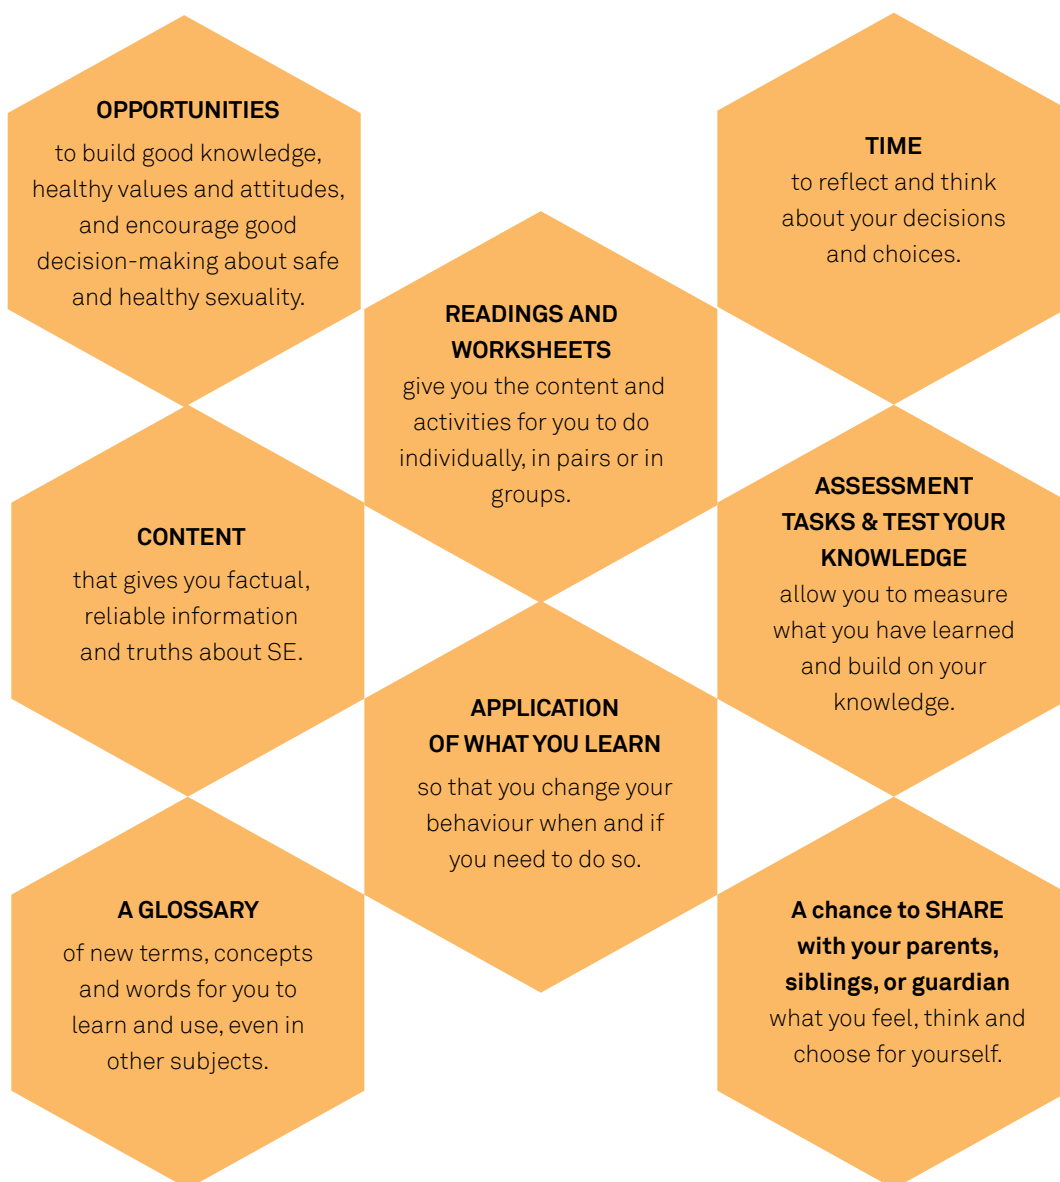 OPPORTUNITIES
to build good knowledge,
healthy values and attitudes,
and encourage good
decision-making about safe
and healthy sexuality.
TIME
to reflect and think
about your decisions
and choices.
READINGS AND
WORKSHEETS
give you the content and
activities for you to do
individually, in pairs or in
groups.
CONTENT
that gives you factual,
reliable information
and truths about SE.
ASSESSMENT
TASKS & TEST YOUR
KNOWLEDGE
allow you to measure
what you have learned
and build on your
knowledge.
APPLICATION
OF WHAT YOU LEARN
so that you change your
behaviour when and if
you need to do so.
A GLOSSARY
of new terms, concepts
and words for you to
learn and use, even in
other subjects.
A chance to SHARE
with your parents,
siblings, or guardian
what you feel, think and
choose for yourself.